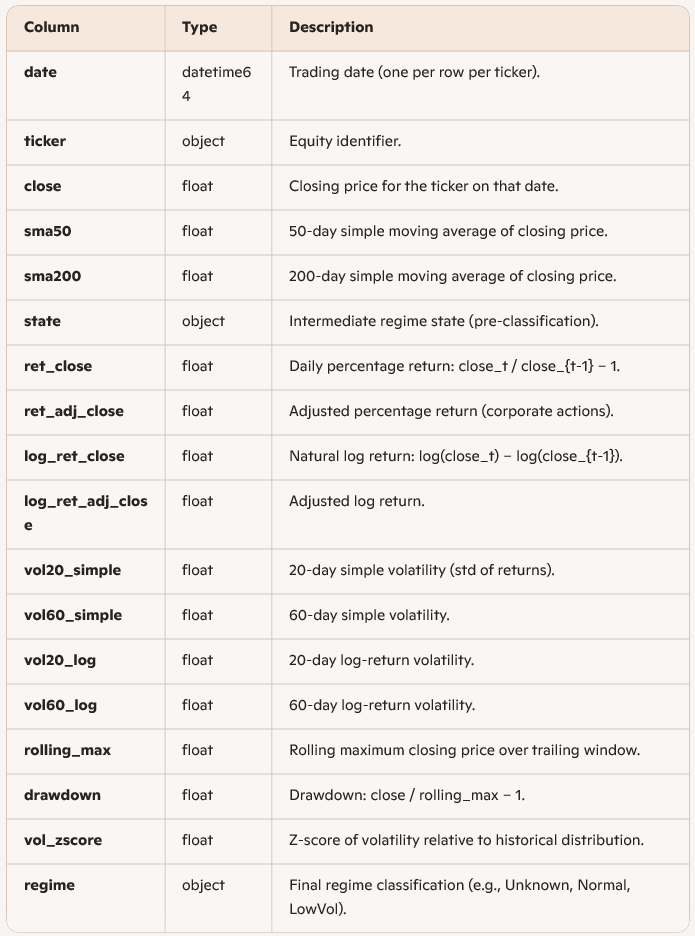 Column Type Description
date datetime6 Trading date (one per row per ticker).
4
ticker object Equity identifier.
close float Closing price for the ticker on that date.
sma50 float 50-day simple moving average of closing price.
sma200 float 200-day simple moving average of closing price.
state object Intermediate regime state (pre-classification).
ret_close float Daily percentage return: close_t / close_{t-1} − 1.
ret_adj_close float Adjusted percentage return (corporate actions).
log_ret_close float Natural log return: log(close_t) − log(close_{t-1}).
log_ret_adj_clos float Adjusted log return.
e
vol20_simple float 20-day simple volatility (std of returns).
vol60_simple float 60-day simple volatility.
vol20_log float 20-day log-return volatility.
vol60_log float 60-day log-return volatility.
rolling_max float Rolling maximum closing price over trailing window.
drawdown float Drawdown: close / rolling_max − 1.
vol_zscore float Z-score of volatility relative to historical distribution.
regime object Final regime classification (e.g., Unknown, Normal,
LowVol).